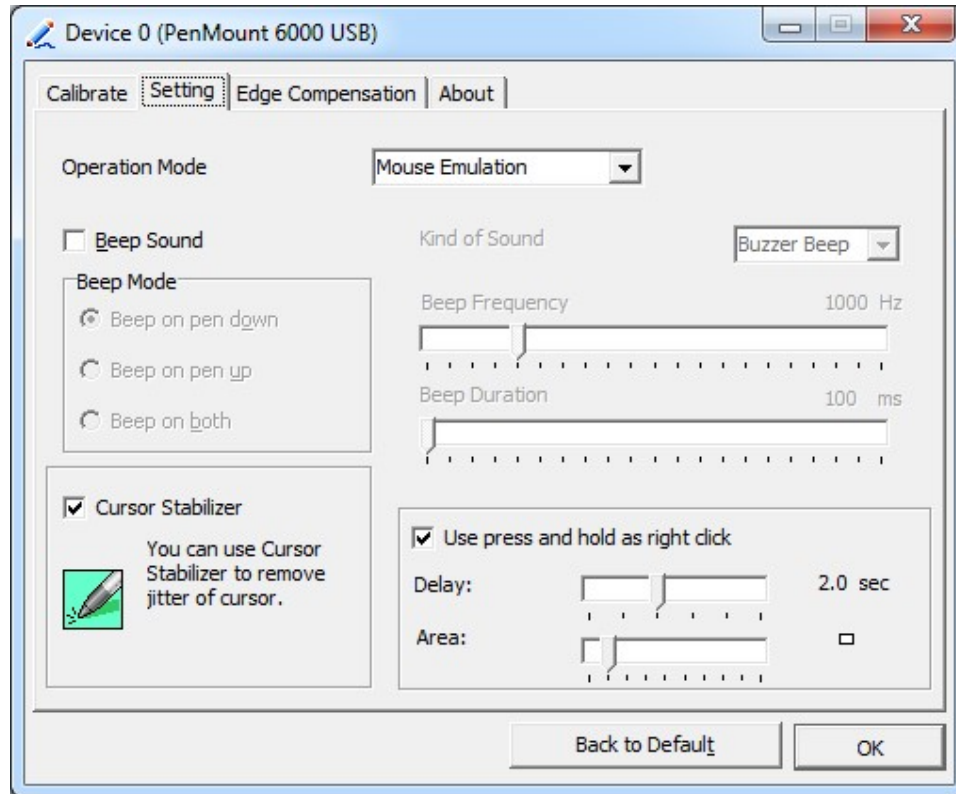 Device 0 (PenMount 6000 USB)
Calibrate Setting Edge Compensation About
Operation Mode Mouse Emulation
Beep Sound Kind of Sound Buzzer Beep
Beep Mode
Beep on pen down
Beep on pen up
Beep on both
Beep Frequency 1000 Hz
Beep Duration 100 ms
Cursor Stabilizer
You can use Cursor
Stabilizer to remove
jitter of cursor.
Use press and hold as right click
Delay: 2.0 sec
Area:
Back to Default OK